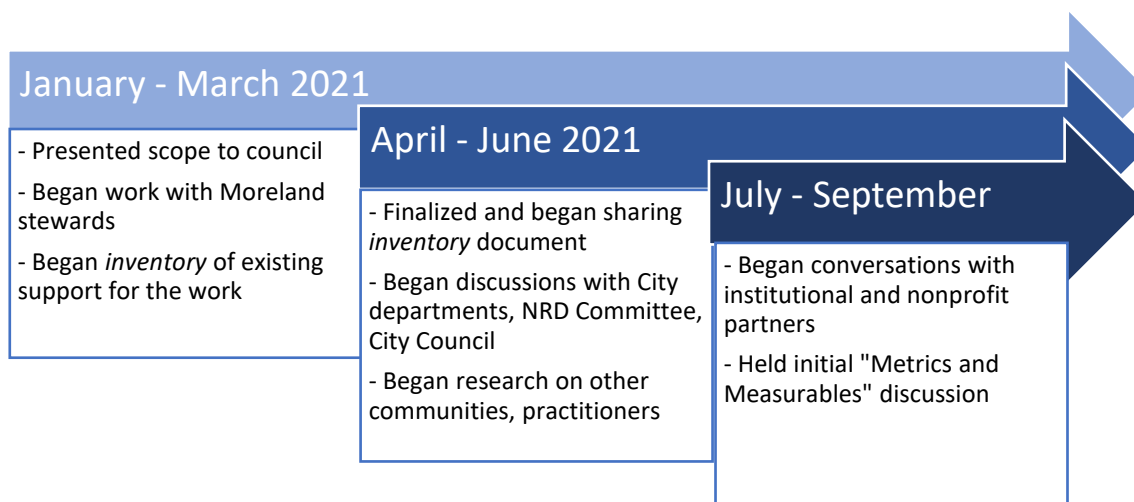 January - March 2021
- Presented scope to council
- Began work with Moreland
stewards
- Began inventory of existing
support for the work
April - June 2021
- Finalized and began sharing
inventory document
- Began discussions with City
departments, NRD Committee,
City Council
- Began research on other
communities, practitioners
July - September
- Began conversations with
institutional and nonprofit
partners
- Held initial "Metrics and
Measurables" discussion